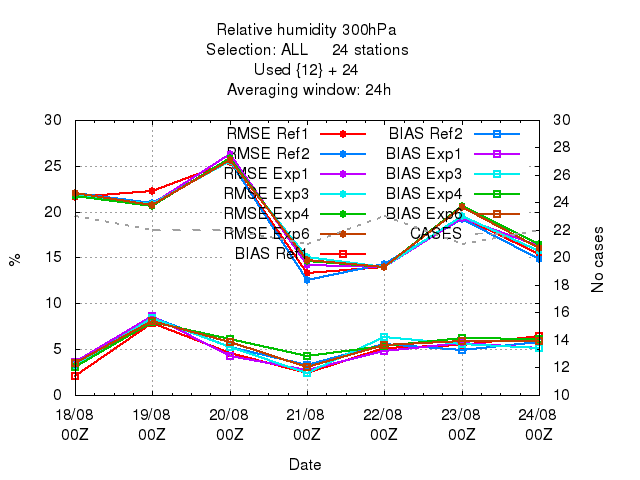 Relative humidity 300hPa
Selection: ALL 24 stations
Used {12} + 24
Averaging window: 24h
30 30
RMSE Ref1 BIAS Ref2
28
RMSE Ref2 BIAS Exp1
25 26
RMSE Exp1 BIAS Exp3
RMSE Exp3 BIAS Exp4
20 24
RMSE Exp4 BIAS Exp6
RMSE Exp6 CASES
22
BIAS Ref1
% 15 20 No cases
18
10 16
14
5 12
0 10
18/08 19/08 20/08 21/08 22/08 23/08 24/08
00Z 00Z 00Z 00Z 00Z 00Z 00Z
Date